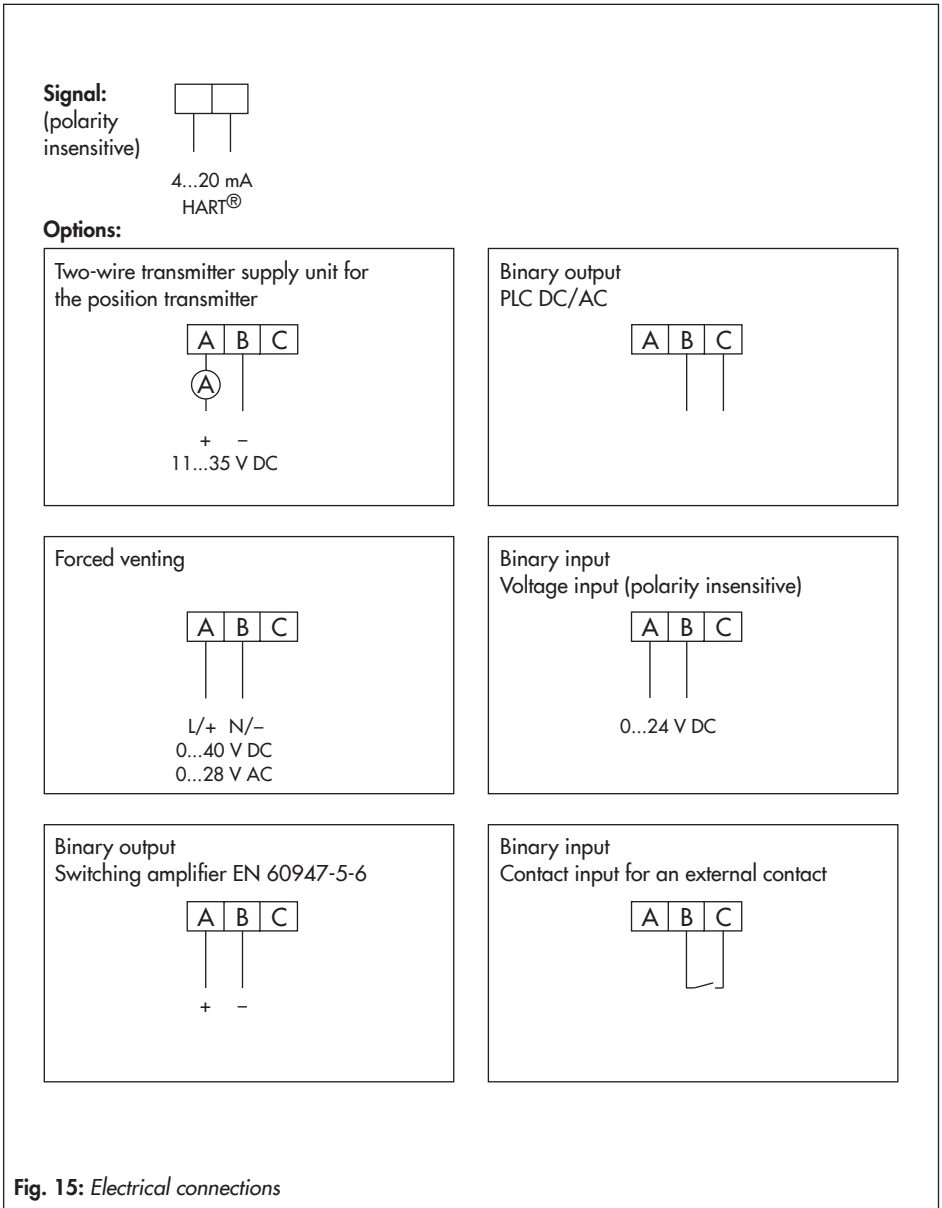 Signal:
(polarity
insensitive)
4...20 mA
HART®
Options:
Two-wire transmitter supply unit for
the position transmitter
A B C
A
+ –
11...35 V DC
Binary output
PLC DC/AC
A B C
Forced venting
A B C
L/+ N/–
0...40 V DC
0...28 V AC
Binary input
Voltage input (polarity insensitive)
A B C
0...24 V DC
Binary output
Switching amplifier EN 60947-5-6
A B C
+ –
Binary input
Contact input for an external contact
A B C
Fig. 15: Electrical connections